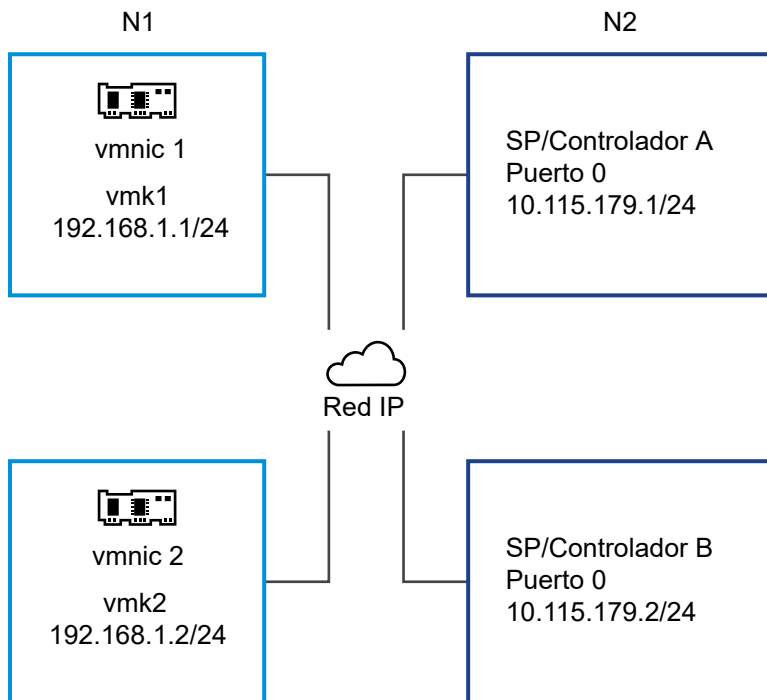 N1
N2
vmnic 1
vmk1
192.168.1.1/24
SP/Controlador A
Puerto 0
10.115.179.1/24
Red IP
vmnic 2
vmk2
192.168.1.2/24
SP/Controlador B
Puerto 0
10.115.179.2/24